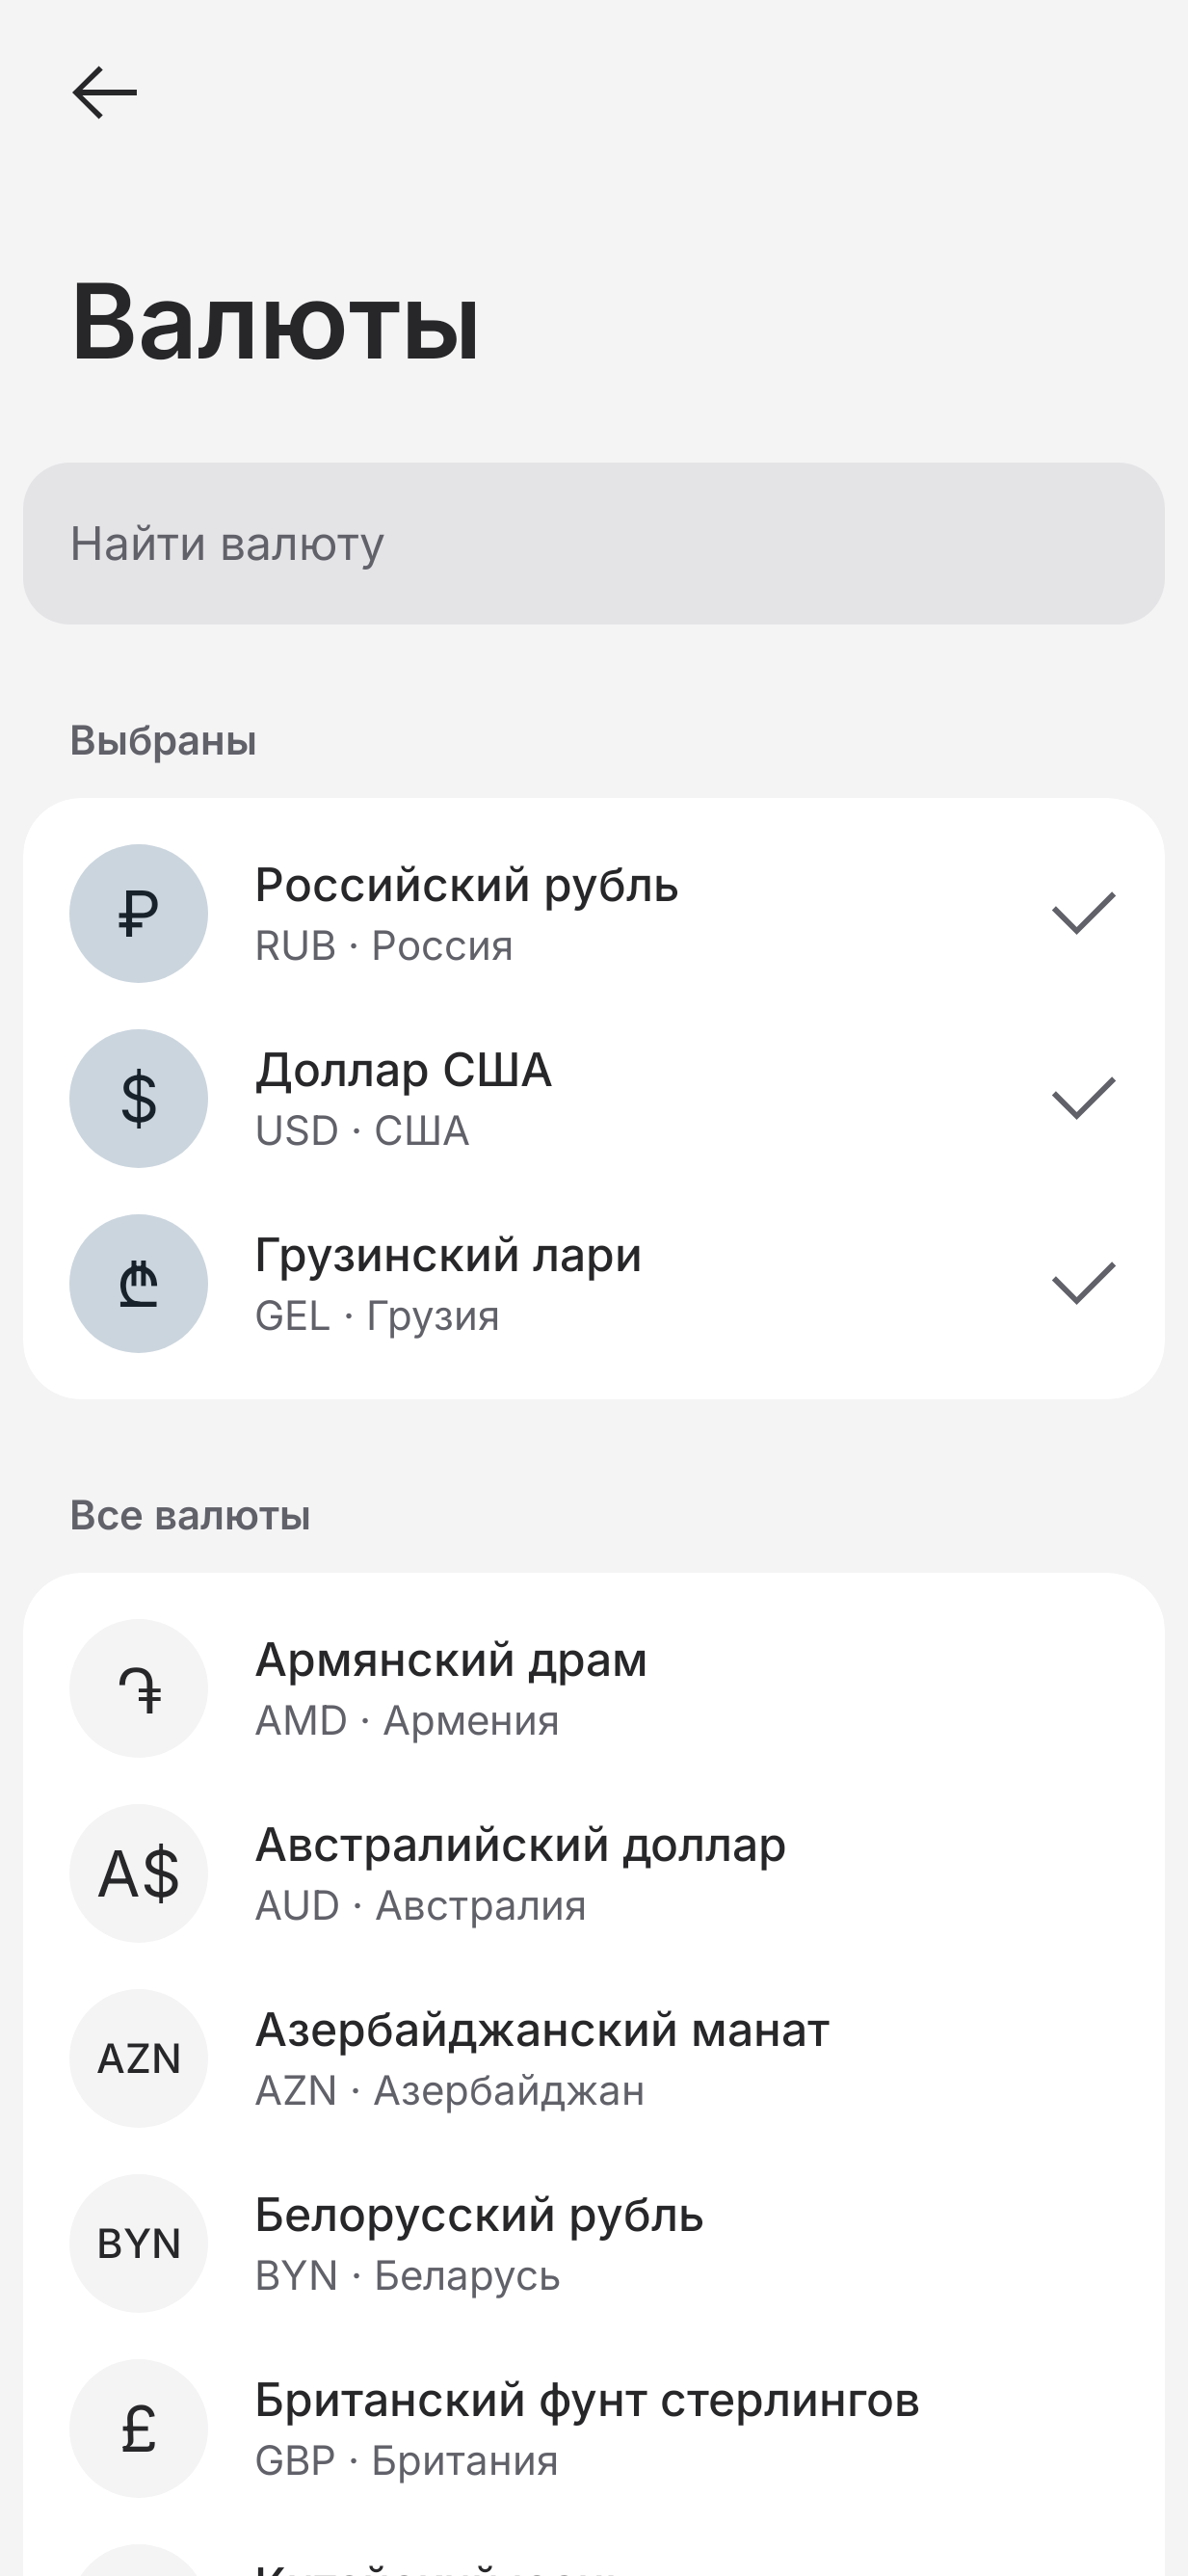 Валюты
Найти валюту
Выбраны
₽
Российский рубль
RUB · Россия
$
Доллар США
USD · США
₾
Грузинский лари
GEL · Грузия
Все валюты
֏
Армянский драм
AMD · Армения
A$
Австралийский доллар
AUD · Австралия
AZN
Азербайджанский манат
AZN · Азербайджан
BYN
Белорусский рубль
BYN · Беларусь
£
Британский фунт стерлингов
GBP · Британия